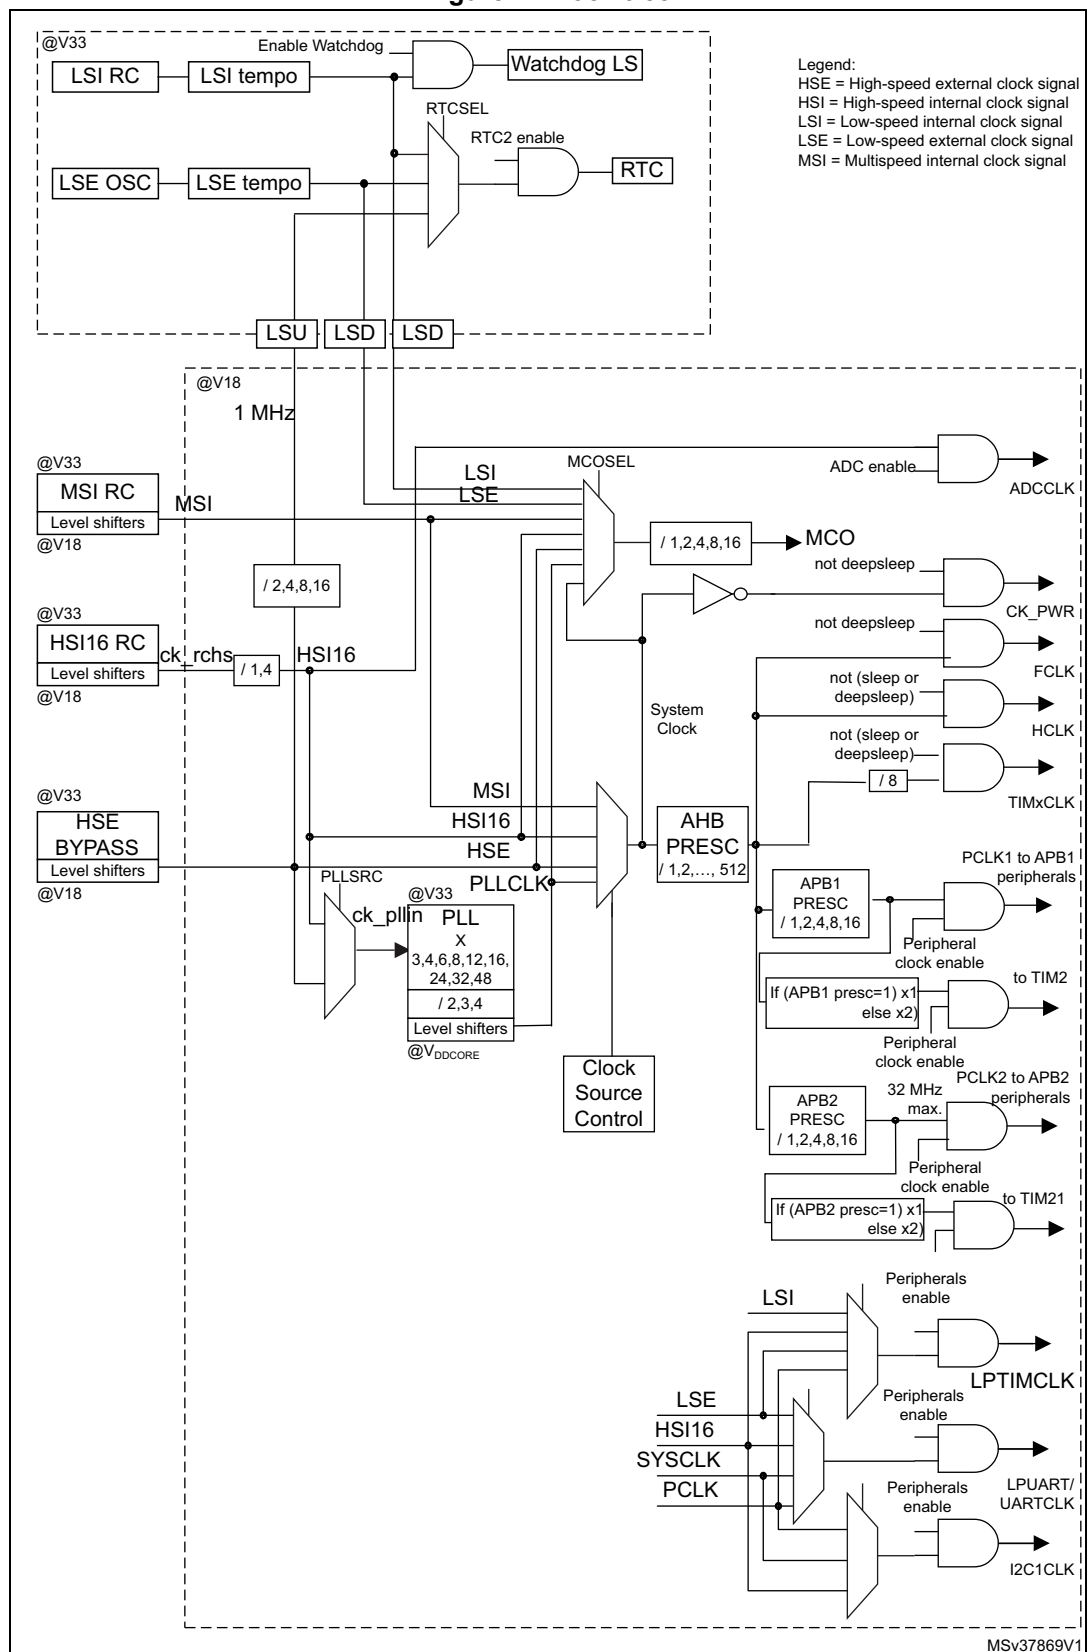 @V33
Enable Watchdog
LSI RC
LSI tempo
Watchdog LS
Legend:
HSE = High-speed external clock signal
HSI = High-speed internal clock signal
LSI = Low-speed internal clock signal
LSE = Low-speed external clock signal
MSI = Multispeed internal clock signal
RTCSEL
RTC2 enable
LSE OSC
LSE tempo
RTC
LSU
LSD
LSD
@V18
1 MHz
@V33
MSI RC
Level shifters
@V18
MSI
LSI
LSE
MCOSEL
ADC enable
ADCCLK
/ 1,2,4,8,16
MCO
/ 2,4,8,16
not deepsleep
CK_PWR
@V33
HSI16 RC
Level shifters
@V18
ck_rchs
/ 1,4
HSI16
not deepsleep
FCLK
not (sleep or
deepsleep)
HCLK
System
Clock
not (sleep or
deepsleep)
/ 8
TIMxCLK
@V33
HSE
BYPASS
Level shifters
@V18
MSI
HSI16
HSE
PLLCLK
AHB
PRESC
/ 1,2,..., 512
PLLSRC
ck_pllin
@V33
PLL
X
3,4,6,8,12,16,
24,32,48
/ 2,3,4
Level shifters
@VDDCORE
Clock
Source
Control
APB1
PRESC
/ 1,2,4,8,16
PCLK1 to APB1
peripherals
Peripheral
clock enable
If (APB1 presc=1) x1
else x2)
to TIM2
Peripheral
clock enable
APB2
PRESC
/ 1,2,4,8,16
32 MHz
max.
PCLK2 to APB2
peripherals
Peripheral
clock enable
If (APB2 presc=1) x1
else x2)
to TIM21
Peripherals
enable
LSI
LPTIMCLK
LSE
HSI16
SYSCLK
PCLK
Peripherals
enable
LPUART/
UARTCLK
Peripherals
enable
I2C1CLK
MSv37869V1